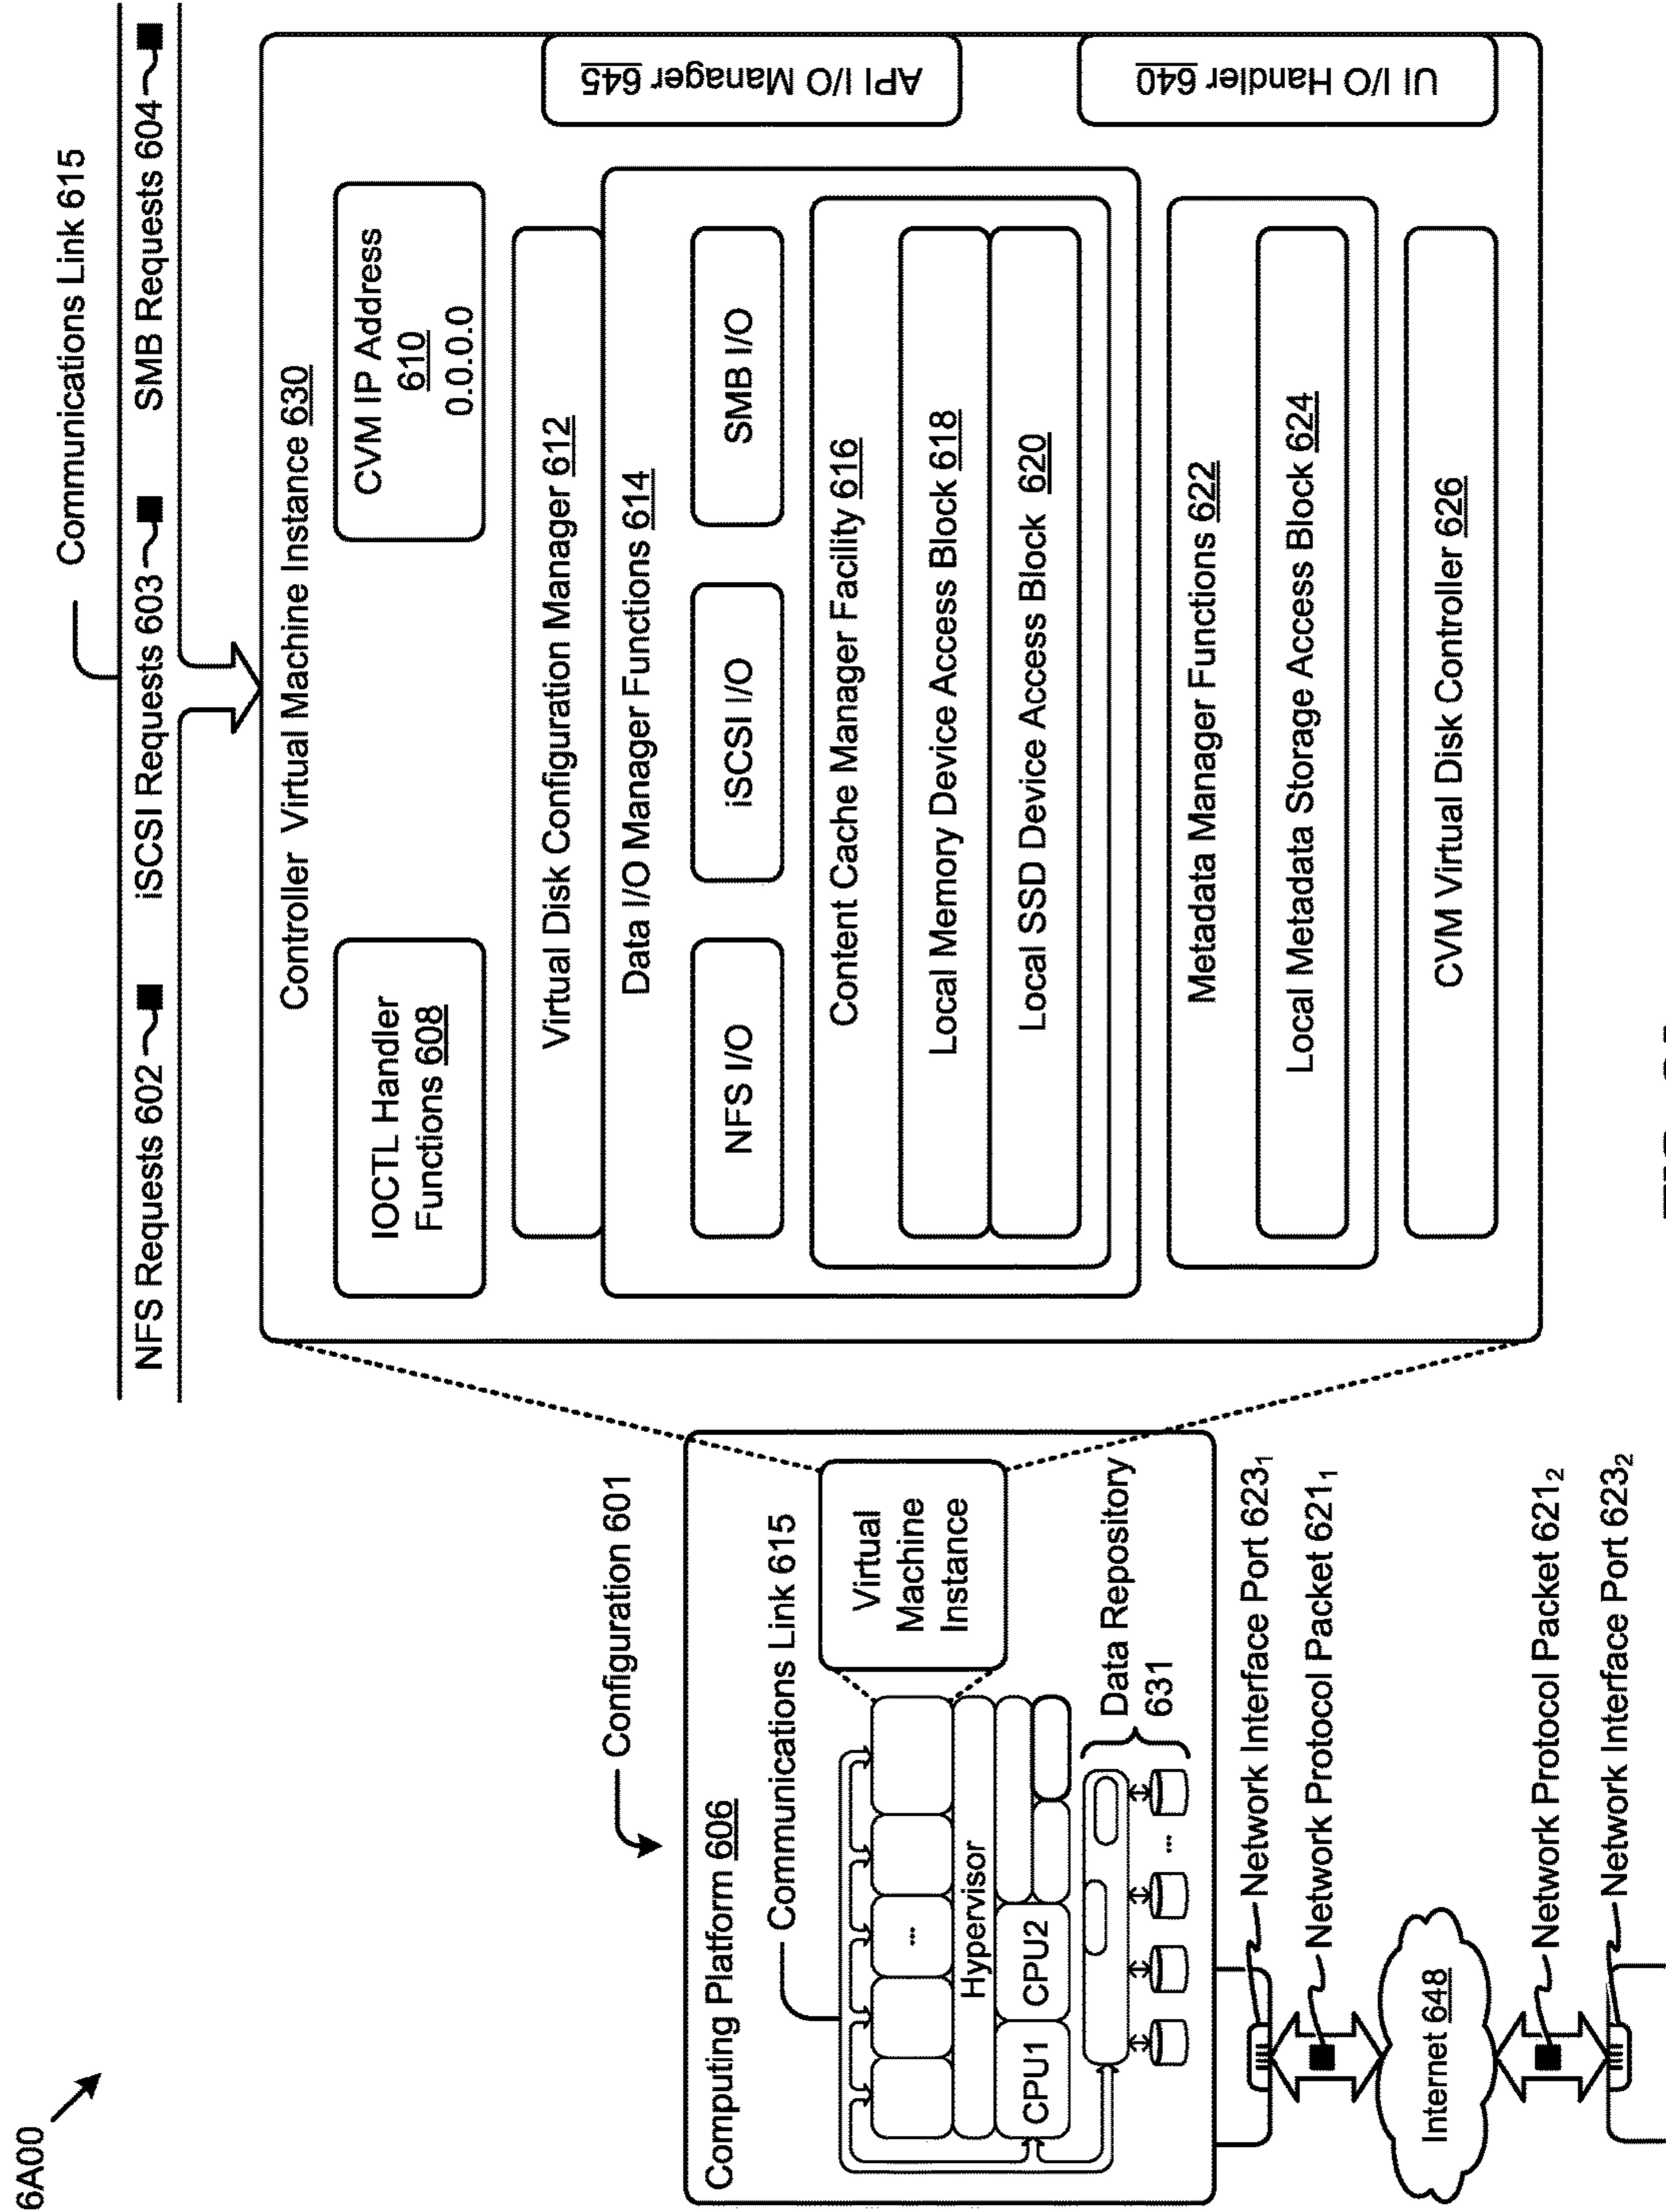 6A00
Communications Link 615
NFS Requests 602
iSCSI Requests 603
SMB Requests 604
Configuration 601
Computing Platform 606
Communications Link 615
...
Hypervisor
CPU1
CPU2
...
Virtual
Machine
Instance
Data Repository
631
Network Interface Port 623₁
Network Protocol Packet 621₁
Internet 648
Network Protocol Packet 621₂
Network Interface Port 623₂
Controller Virtual Machine Instance 630
IOCTL Handler
Functions 608
CVM IP Address
610
0.0.0.0
Virtual Disk Configuration Manager 612
Data I/O Manager Functions 614
NFS I/O
iSCSI I/O
SMB I/O
Content Cache Manager Facility 616
Local Memory Device Access Block 618
Local SSD Device Access Block 620
Metadata Manager Functions 622
Local Metadata Storage Access Block 624
CVM Virtual Disk Controller 626
API I/O Manager 645
UI I/O Handler 640